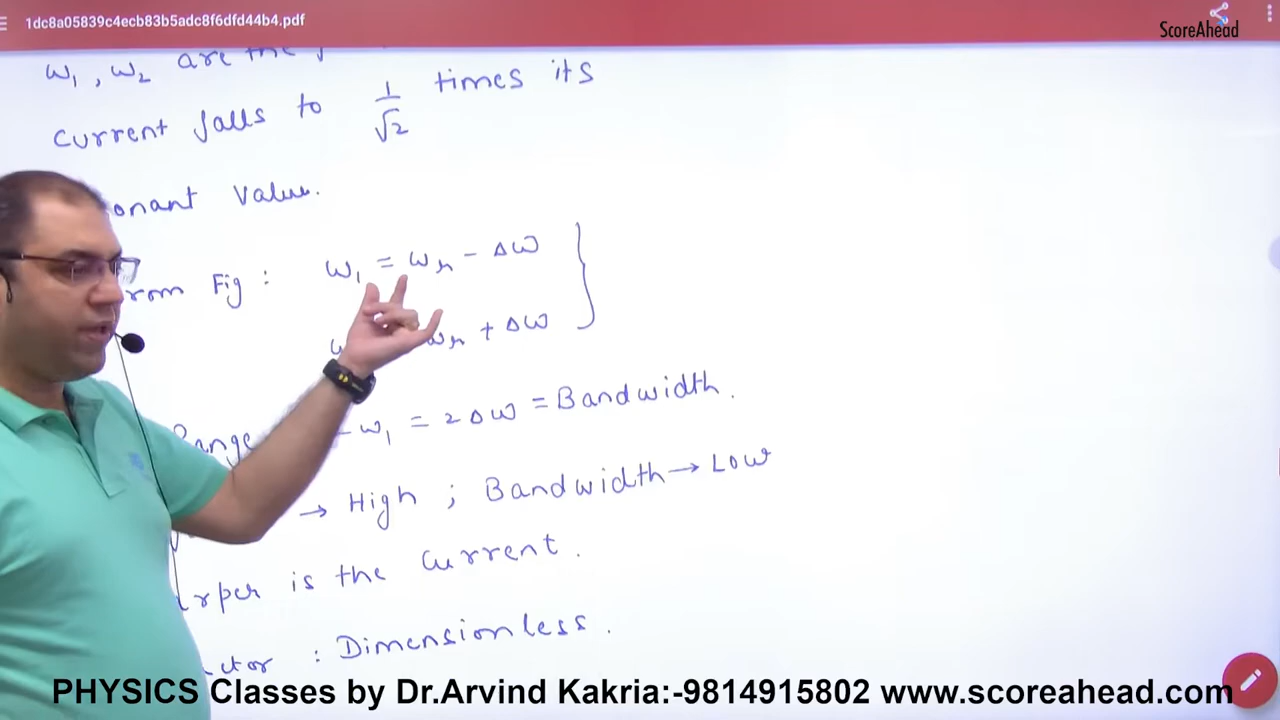 1dc8a05839c4ecb83b5adc8f6dfd44b4.pdf
ScoreAhead
ω₁, ω₂ are the
current falls to 1/√2 times its
onant value.
rom Fig : ω₁ = ωᵣ - Δω
ωᵣ + Δω
Range - ω₁ = 2Δω = Bandwidth.
→ High ; Bandwidth → Low
rper is the current.
ctor : Dimensionless.
PHYSICS Classes by Dr.Arvind Kakria:-9814915802 www.scoreahead.com